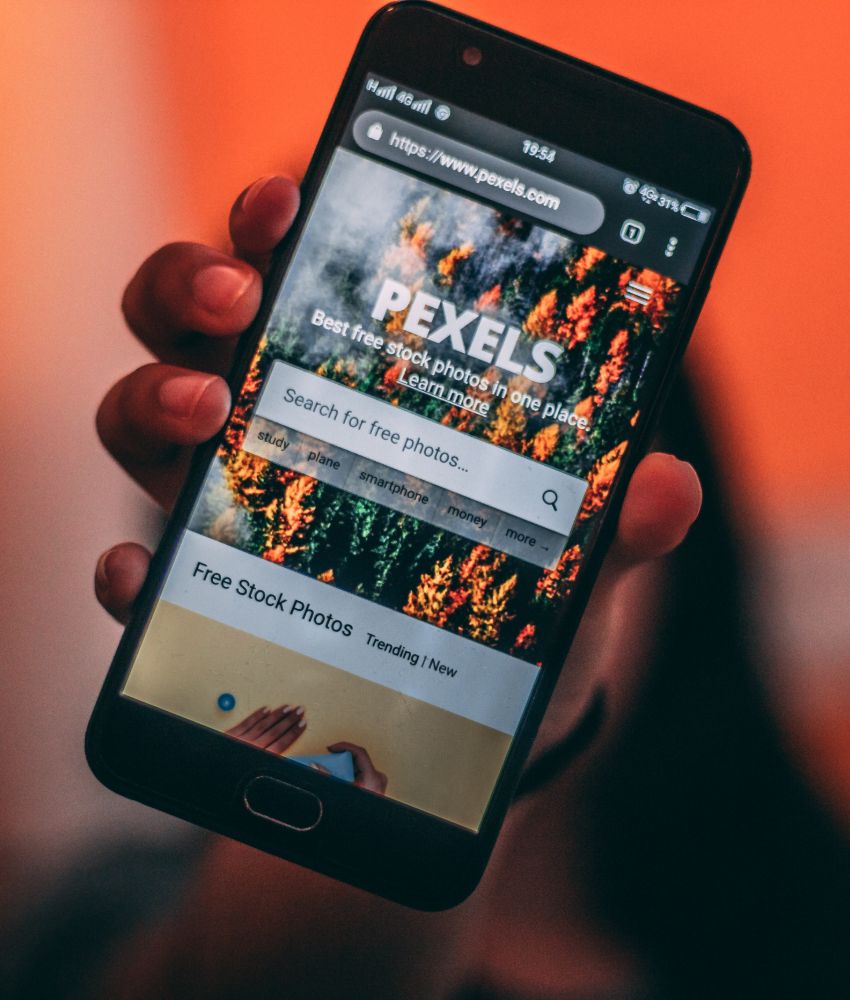 H 4G
19:54
4G 31%
https://www.pexels.com
1
PEXELS
Best free stock photos in one place.
Learn more
Search for free photos...
study plane smartphone money more →
Free Stock Photos Trending | New